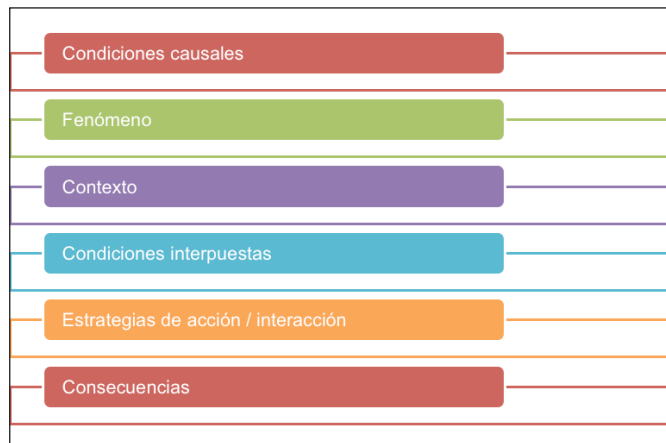 Condiciones causales
Fenómeno
Contexto
Condiciones interpuestas
Estrategias de acción / interacción
Consecuencias